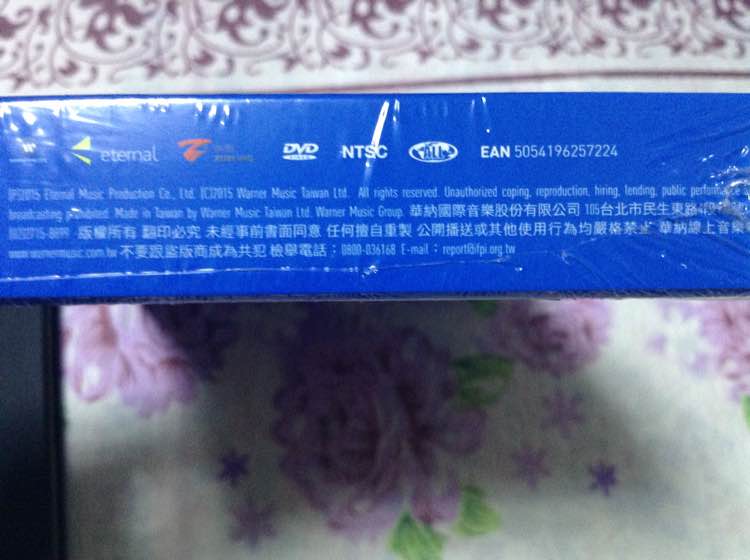 eternal DVD VIDEO NTSC ALL EAN 5054196257224
(P)2015 Eternal Music Production Co., Ltd. (C)2015 Warner Music Taiwan Ltd. All rights reserved. Unauthorized coping, reproduction, hiring, lending, public performance
broadcasting prohibited. Made in Taiwan by Warner Music Taiwan Ltd. Warner Music Group. 華納國際音樂股份有限公司 105台北市民生東路
版權所有 翻印必究 未經事前書面同意 任何擅自重製 公開播送或其他使用行為均嚴格禁止 華納線上音樂
www.warnermusic.com.tw 不要跟盜版商成為共犯 檢舉電話：0800-036168 E-mail：report@ifpi.org.tw